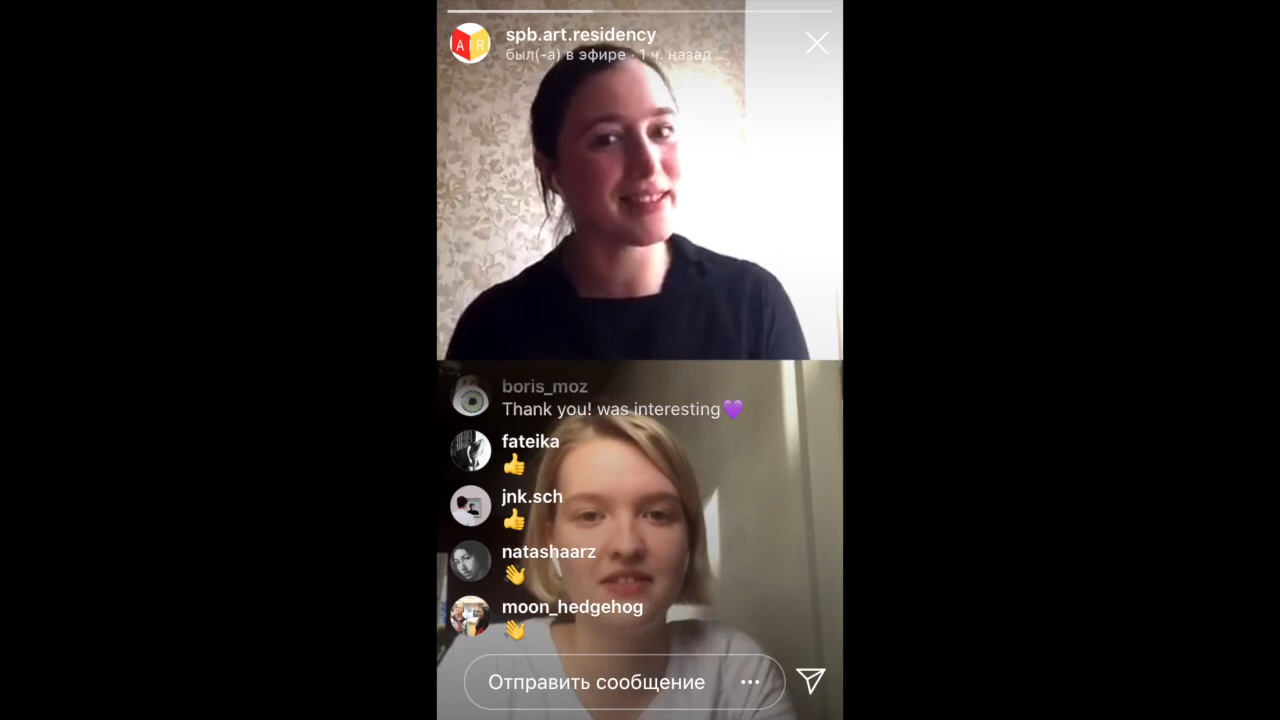 AIR
spb.art.residency
был(-а) в эфире · 1 ч. назад ...
boris_moz
Thank you! was interesting💜
fateika
👍
jnk.sch
👍
natashaarz
👋
moon_hedgehog
👋
Отправить сообщение